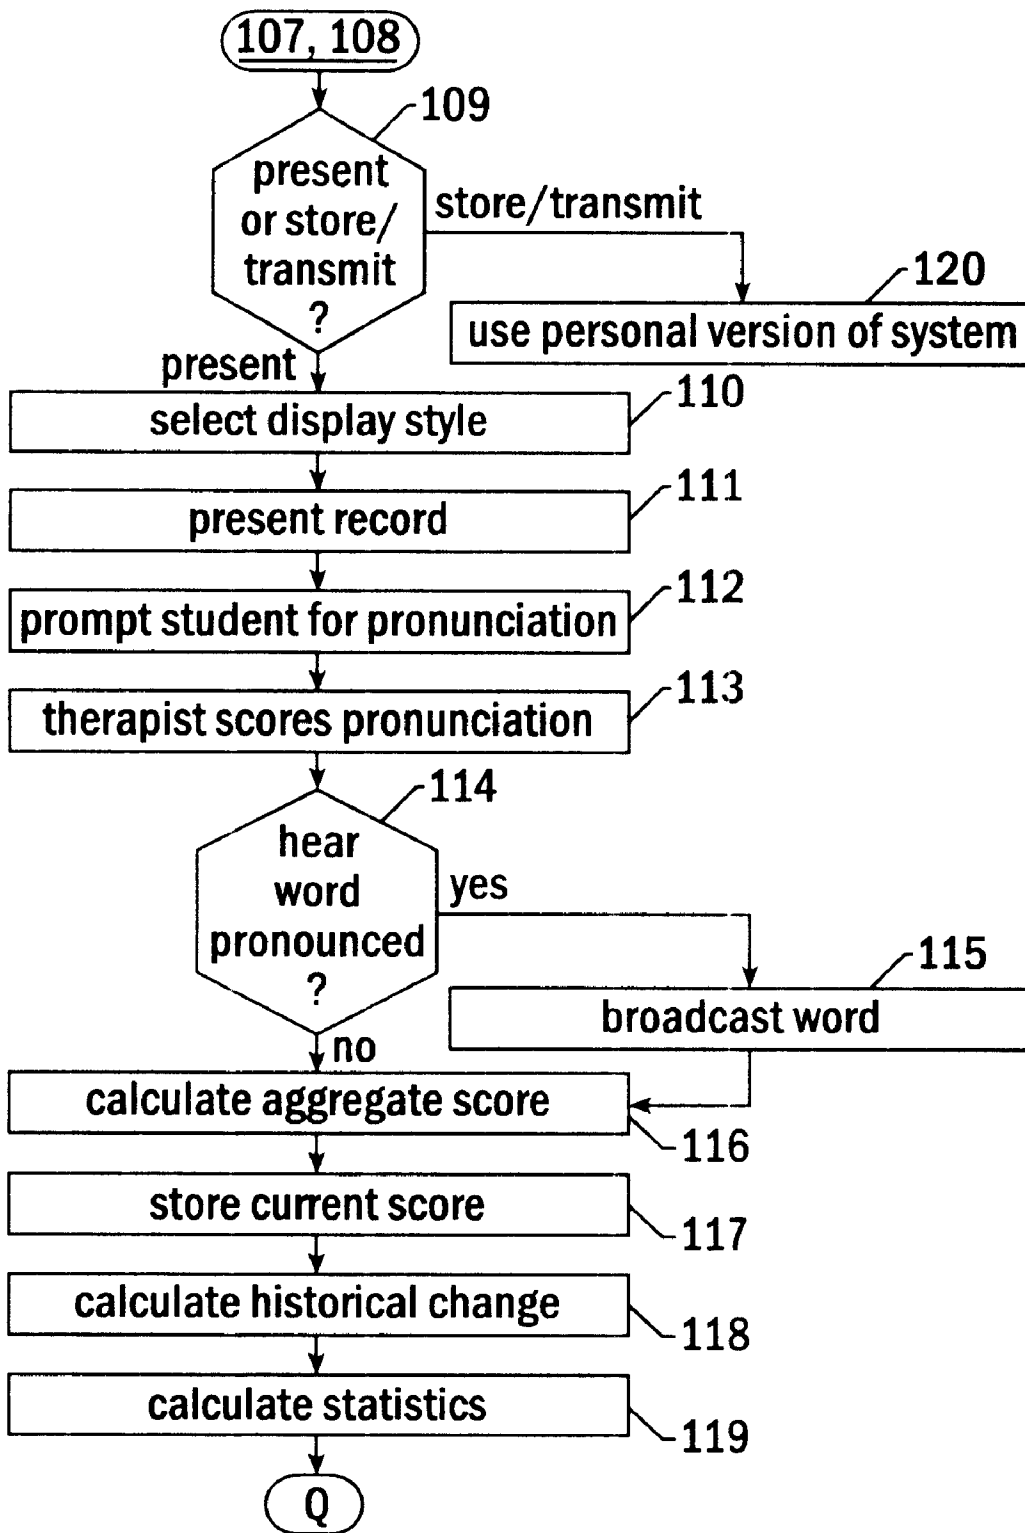 107, 108
109
present
or store/
transmit
?
store/transmit
120
use personal version of system
present
110
select display style
111
present record
112
prompt student for pronunciation
113
therapist scores pronunciation
114
hear
word
pronounced
?
yes
115
broadcast word
no
calculate aggregate score
116
store current score
117
calculate historical change
118
calculate statistics
119
Q